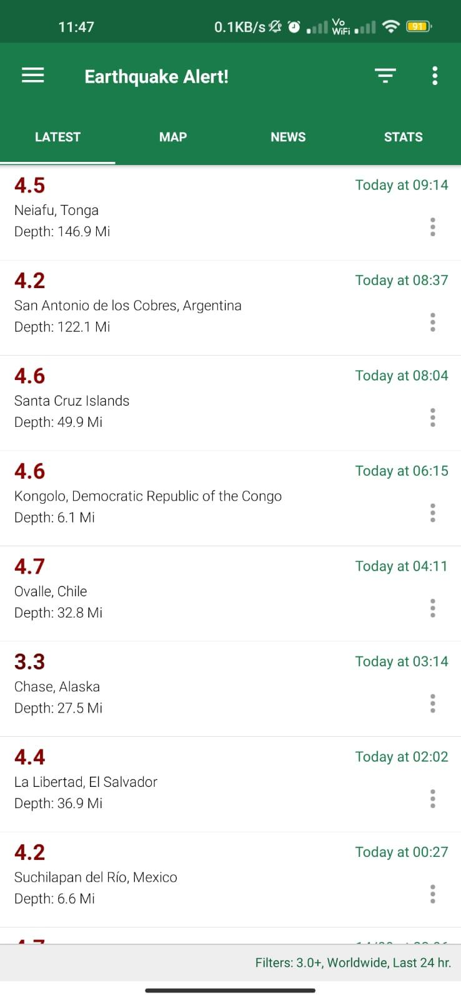 11:47
0.1KB/s Vo WiFi 91
Earthquake Alert!
LATEST MAP NEWS STATS
4.5 Today at 09:14
Neiafu, Tonga
Depth: 146.9 Mi
4.2 Today at 08:37
San Antonio de los Cobres, Argentina
Depth: 122.1 Mi
4.6 Today at 08:04
Santa Cruz Islands
Depth: 49.9 Mi
4.6 Today at 06:15
Kongolo, Democratic Republic of the Congo
Depth: 6.1 Mi
4.7 Today at 04:11
Ovalle, Chile
Depth: 32.8 Mi
3.3 Today at 03:14
Chase, Alaska
Depth: 27.5 Mi
4.4 Today at 02:02
La Libertad, El Salvador
Depth: 36.9 Mi
4.2 Today at 00:27
Suchilapan del Río, Mexico
Depth: 6.6 Mi
Filters: 3.0+, Worldwide, Last 24 hr.